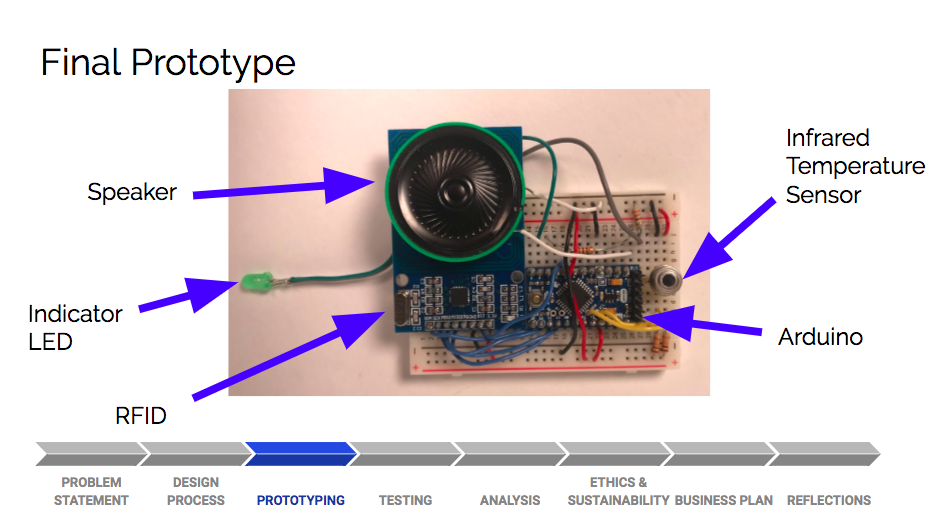 Final Prototype
Speaker
Infrared
Temperature
Sensor
Indicator
LED
Arduino
RFID
PROBLEM
STATEMENT
DESIGN
PROCESS
PROTOTYPING
TESTING
ANALYSIS
ETHICS &
SUSTAINABILITY
BUSINESS PLAN
REFLECTIONS